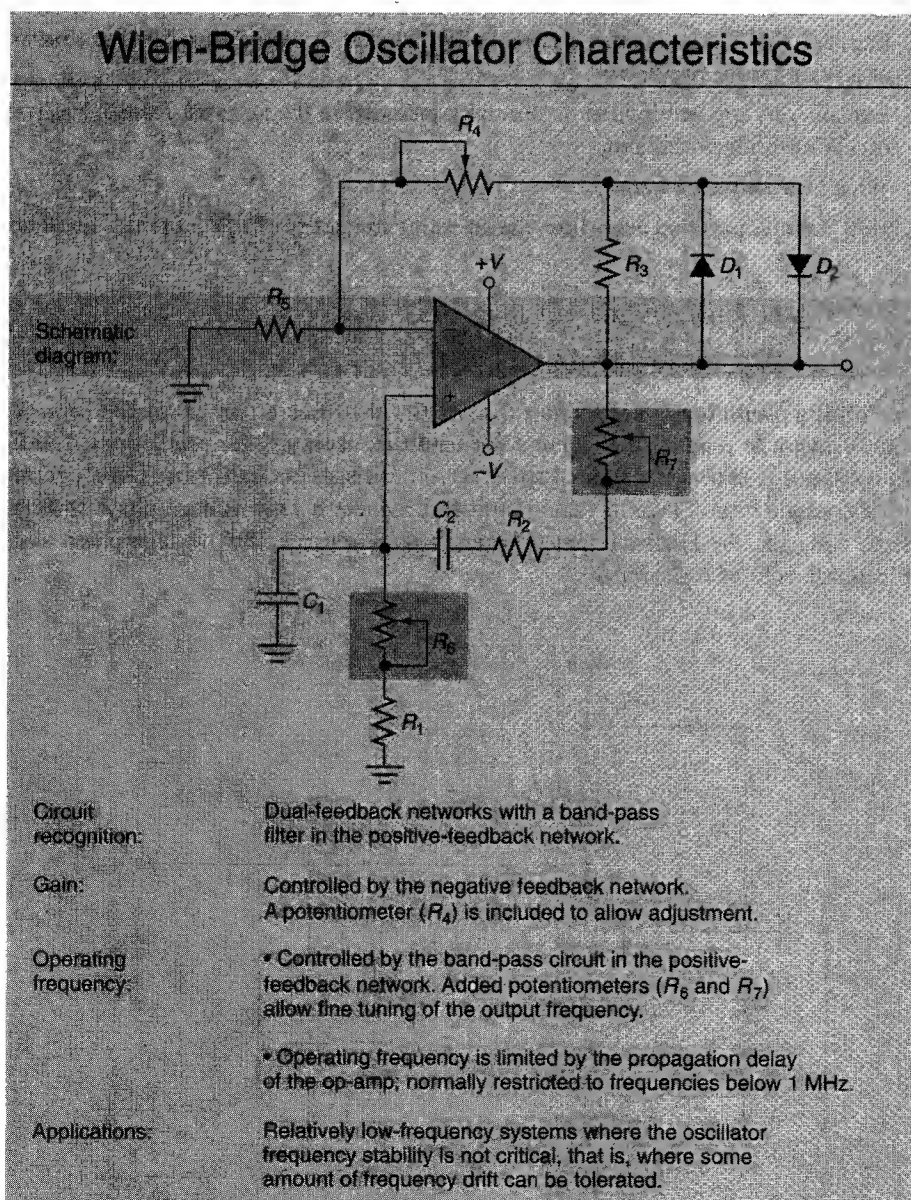 Wien-Bridge Oscillator Characteristics
R4
+V
R3
D1
D2
R5
Schematic
diagram:
−
+
−V
R7
C2
R2
C1
R6
R1
Circuit
recognition:
Dual-feedback networks with a band-pass
filter in the positive-feedback network.
Gain:
Controlled by the negative feedback network.
A potentiometer (R4) is included to allow adjustment.
Operating
frequency:
• Controlled by the band-pass circuit in the positive-
feedback network. Added potentiometers (R6 and R7)
allow fine tuning of the output frequency.
• Operating frequency is limited by the propagation delay
of the op-amp; normally restricted to frequencies below 1 MHz.
Applications:
Relatively low-frequency systems where the oscillator
frequency stability is not critical, that is, where some
amount of frequency drift can be tolerated.